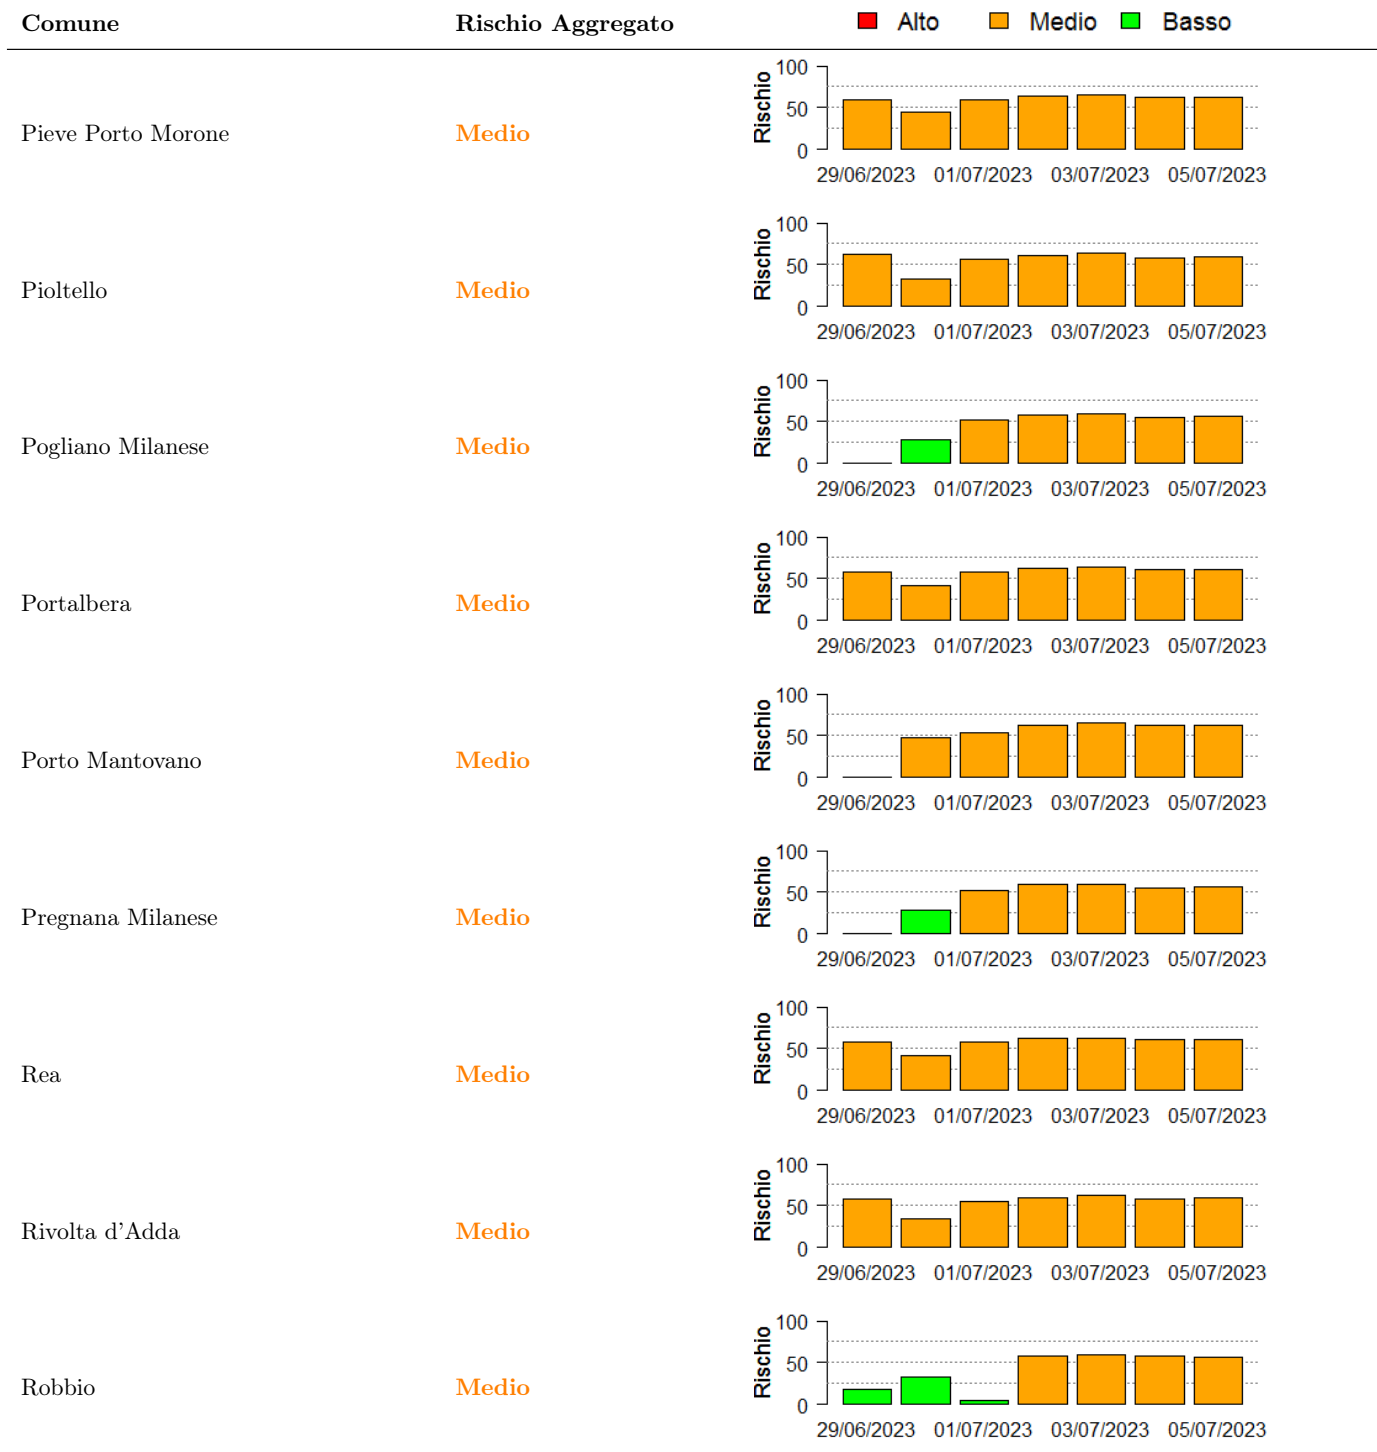 Comune Rischio Aggregato Alto Medio Basso
Pieve Porto Morone Medio Rischio 100 50 0
29/06/2023 01/07/2023 03/07/2023 05/07/2023
Pioltello Medio Rischio 100 50 0
29/06/2023 01/07/2023 03/07/2023 05/07/2023
Pogliano Milanese Medio Rischio 100 50 0
29/06/2023 01/07/2023 03/07/2023 05/07/2023
Portalbera Medio Rischio 100 50 0
29/06/2023 01/07/2023 03/07/2023 05/07/2023
Porto Mantovano Medio Rischio 100 50 0
29/06/2023 01/07/2023 03/07/2023 05/07/2023
Pregnana Milanese Medio Rischio 100 50 0
29/06/2023 01/07/2023 03/07/2023 05/07/2023
Rea Medio Rischio 100 50 0
29/06/2023 01/07/2023 03/07/2023 05/07/2023
Rivolta d'Adda Medio Rischio 100 50 0
29/06/2023 01/07/2023 03/07/2023 05/07/2023
Robbio Medio Rischio 100 50 0
29/06/2023 01/07/2023 03/07/2023 05/07/2023